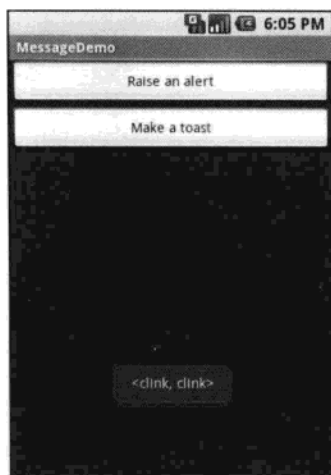 6:05 PM
MessageDemo
Raise an alert
Make a toast
<clink, clink>